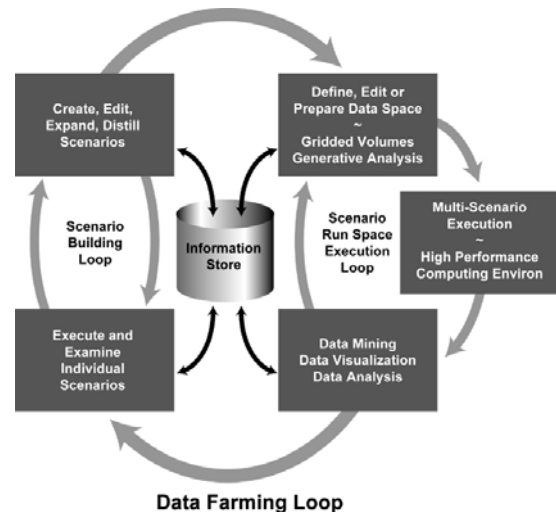 Create, Edit,
Expand, Distill
Scenarios
Define, Edit or
Prepare Data Space
~
Gridded Volumes
Generative Analysis
Scenario
Building
Loop
Information
Store
Scenario
Run Space
Execution
Loop
Multi-Scenario
Execution
~
High Performance
Computing Environ
Execute and
Examine
Individual
Scenarios
Data Mining
Data Visualization
Data Analysis
Data Farming Loop